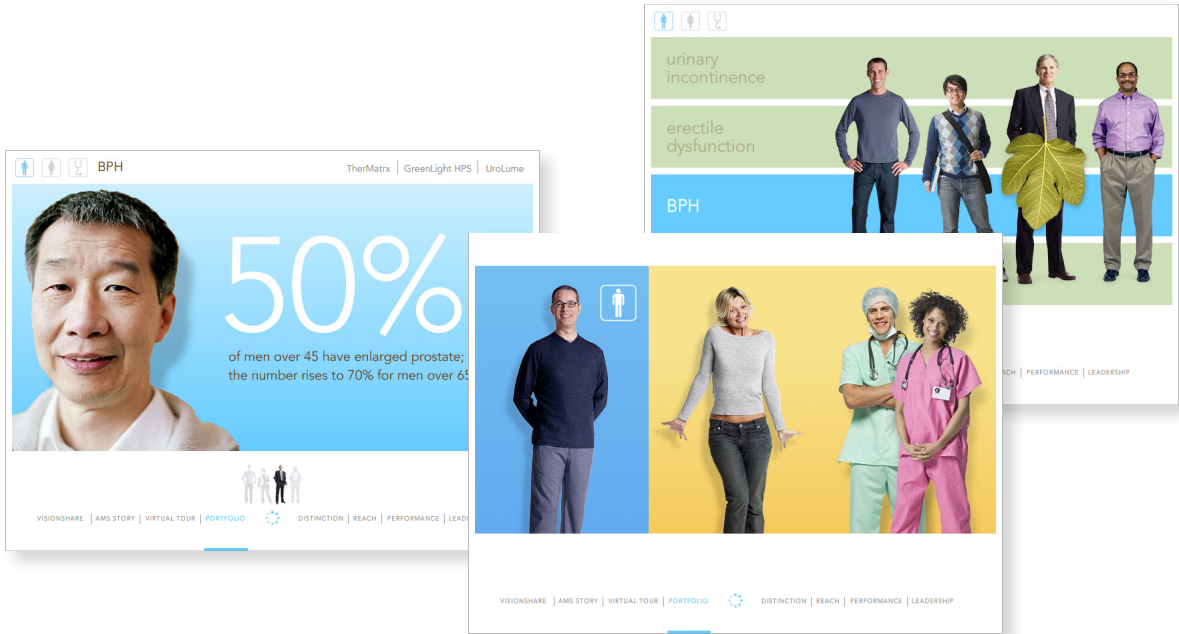 BPH
TherMatrx | GreenLight HPS | UroLume
50%
of men over 45 have enlarged prostate;
the number rises to 70% for men over 65
VISIONSHARE | AMS STORY | VIRTUAL TOUR | PORTFOLIO
DISTINCTION | REACH | PERFORMANCE |
urinary
incontinence
erectile
dysfunction
BPH
PERFORMANCE | LEADERSHIP
VISIONSHARE | AMS STORY | VIRTUAL TOUR | PORTFOLIO
DISTINCTION | REACH | PERFORMANCE | LEADERSHIP